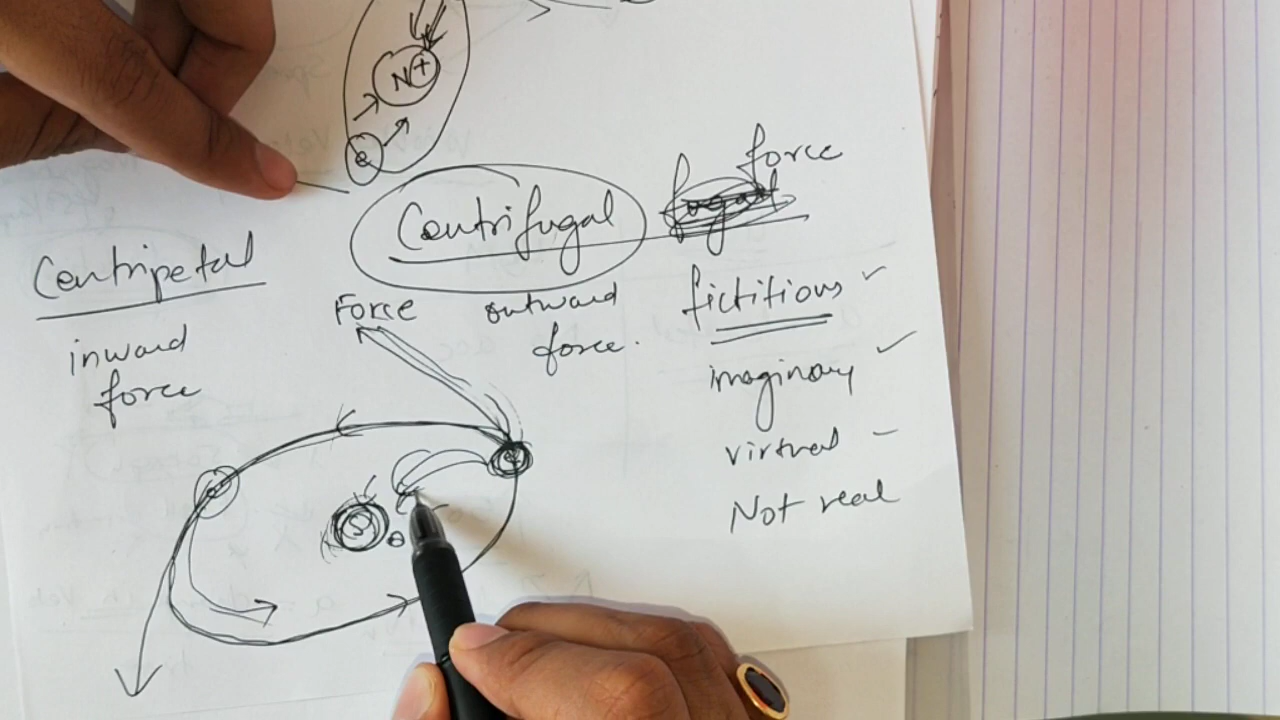 N+
e
Centripetal
inward
force
Centrifugal
Force
outward
force.
force
fictitious
imaginary
virtual
Not real
S